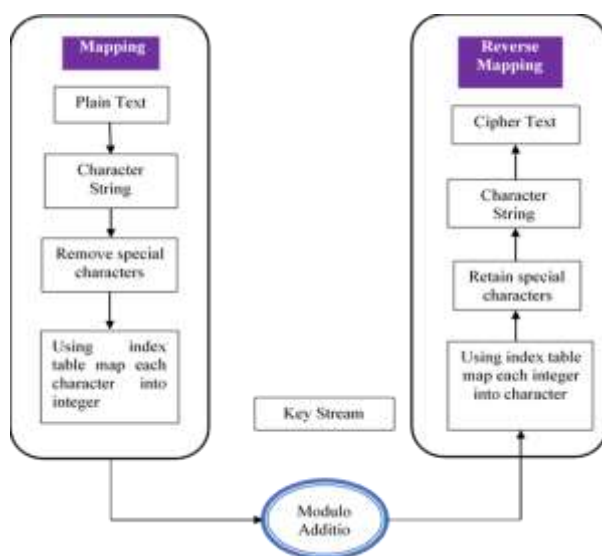 Mapping
Plain Text
Character
String
Remove special
characters
Using index
table map each
character into
integer
Key Stream
Modulo
Additio
Reverse
Mapping
Cipher Text
Character
String
Retain special
characters
Using index table
map each integer
into character